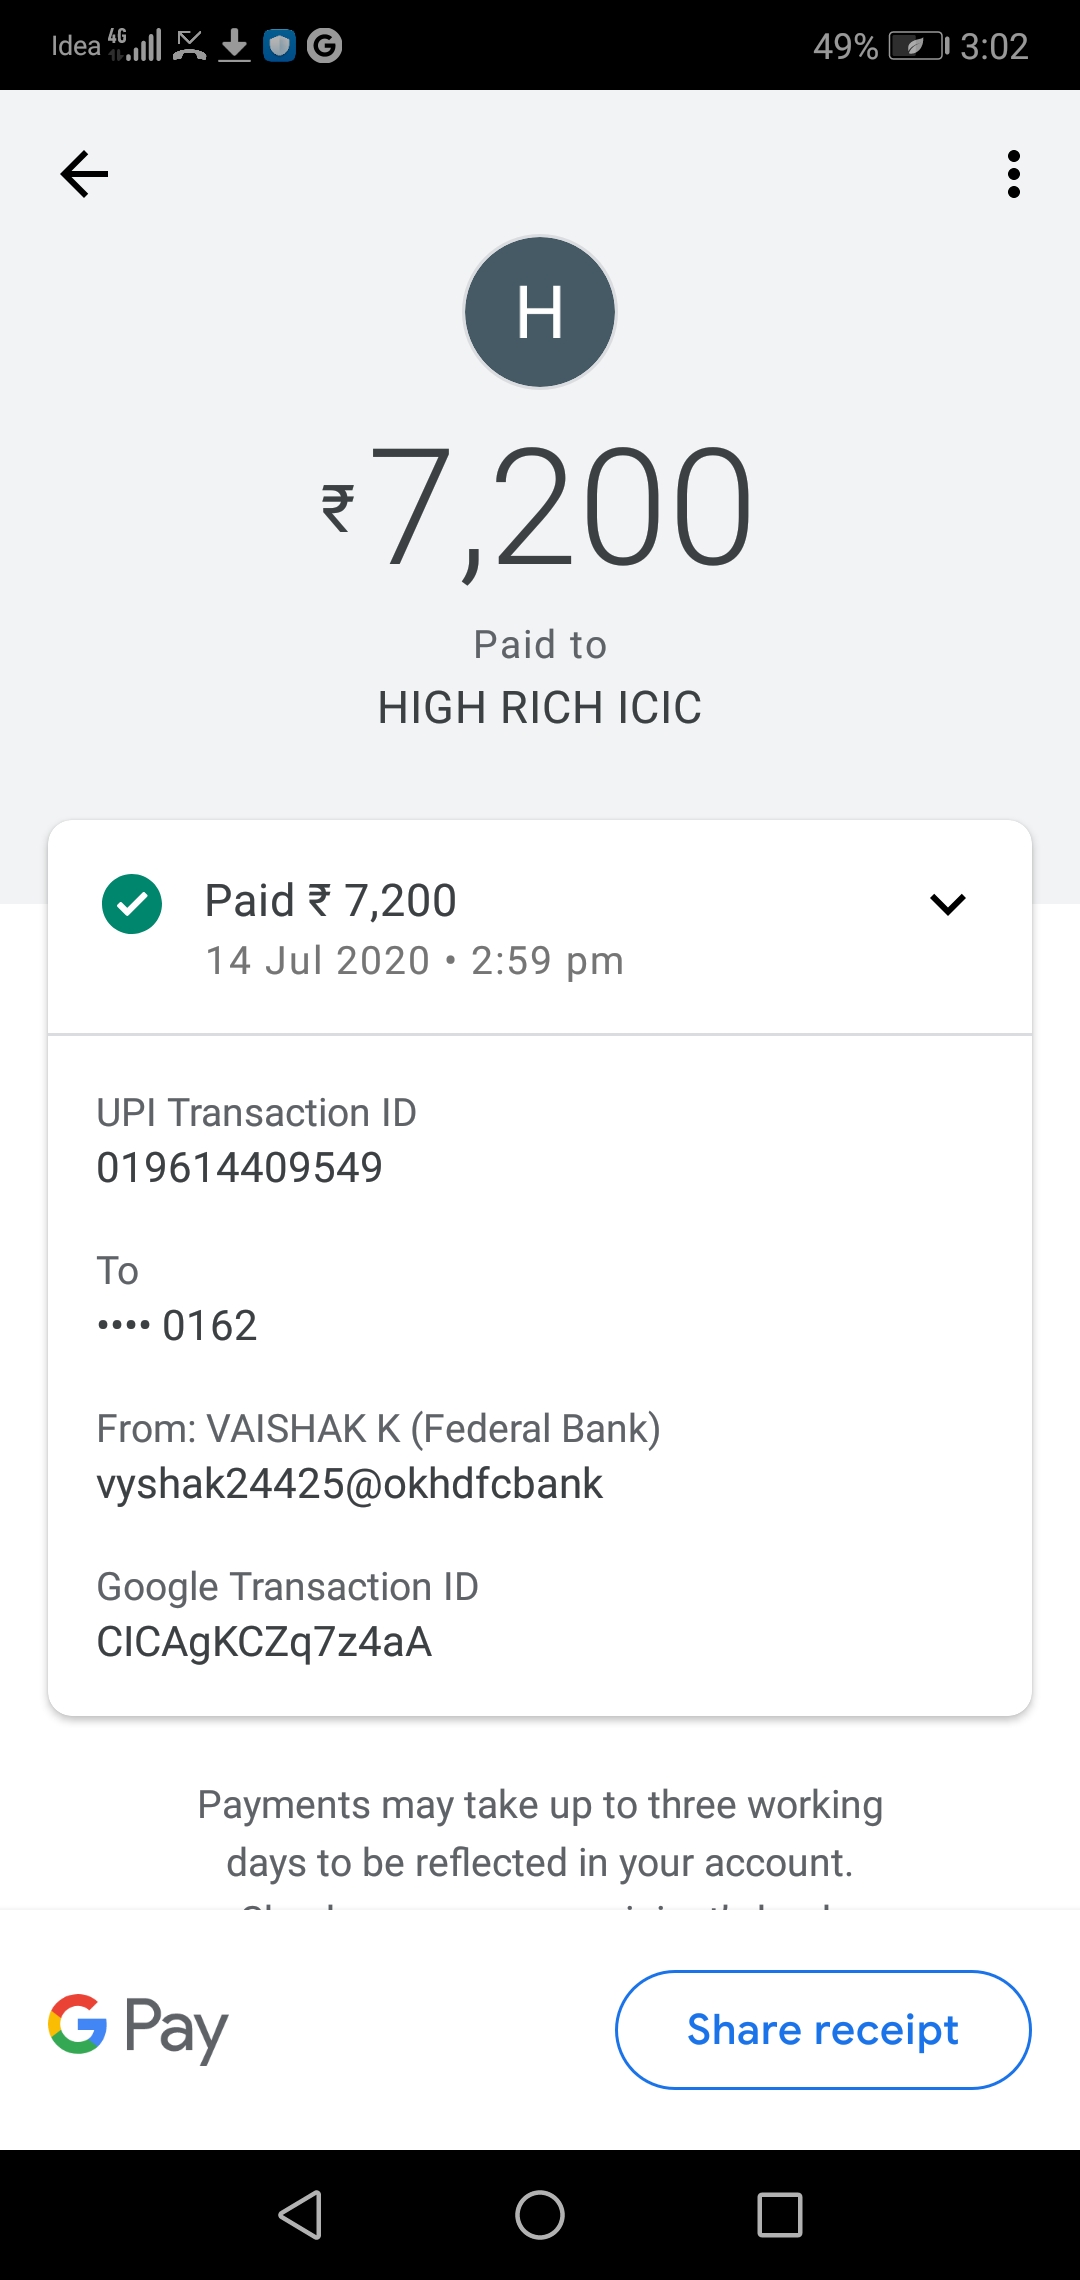 Idea 4G 49% 3:02
H
₹7,200
Paid to
HIGH RICH ICIC
Paid ₹ 7,200
14 Jul 2020 • 2:59 pm
UPI Transaction ID
019614409549
To
•••• 0162
From: VAISHAK K (Federal Bank)
vyshak24425@okhdfcbank
Google Transaction ID
CICAgKCZq7z4aA
Payments may take up to three working
days to be reflected in your account.
G Pay
Share receipt